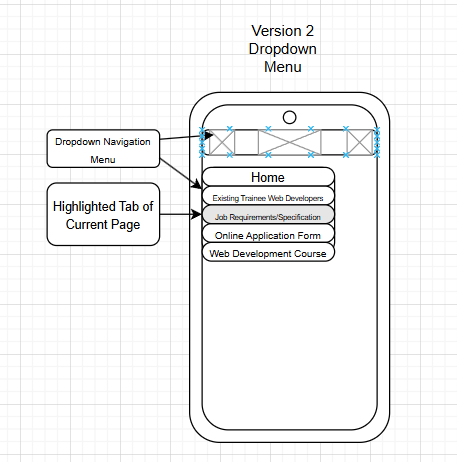 Version 2
Dropdown
Menu
Dropdown Navigation
Menu
Highlighted Tab of
Current Page
Home
Existing Trainee Web Developers
Job Requirements/Specification
Online Application Form
Web Development Course